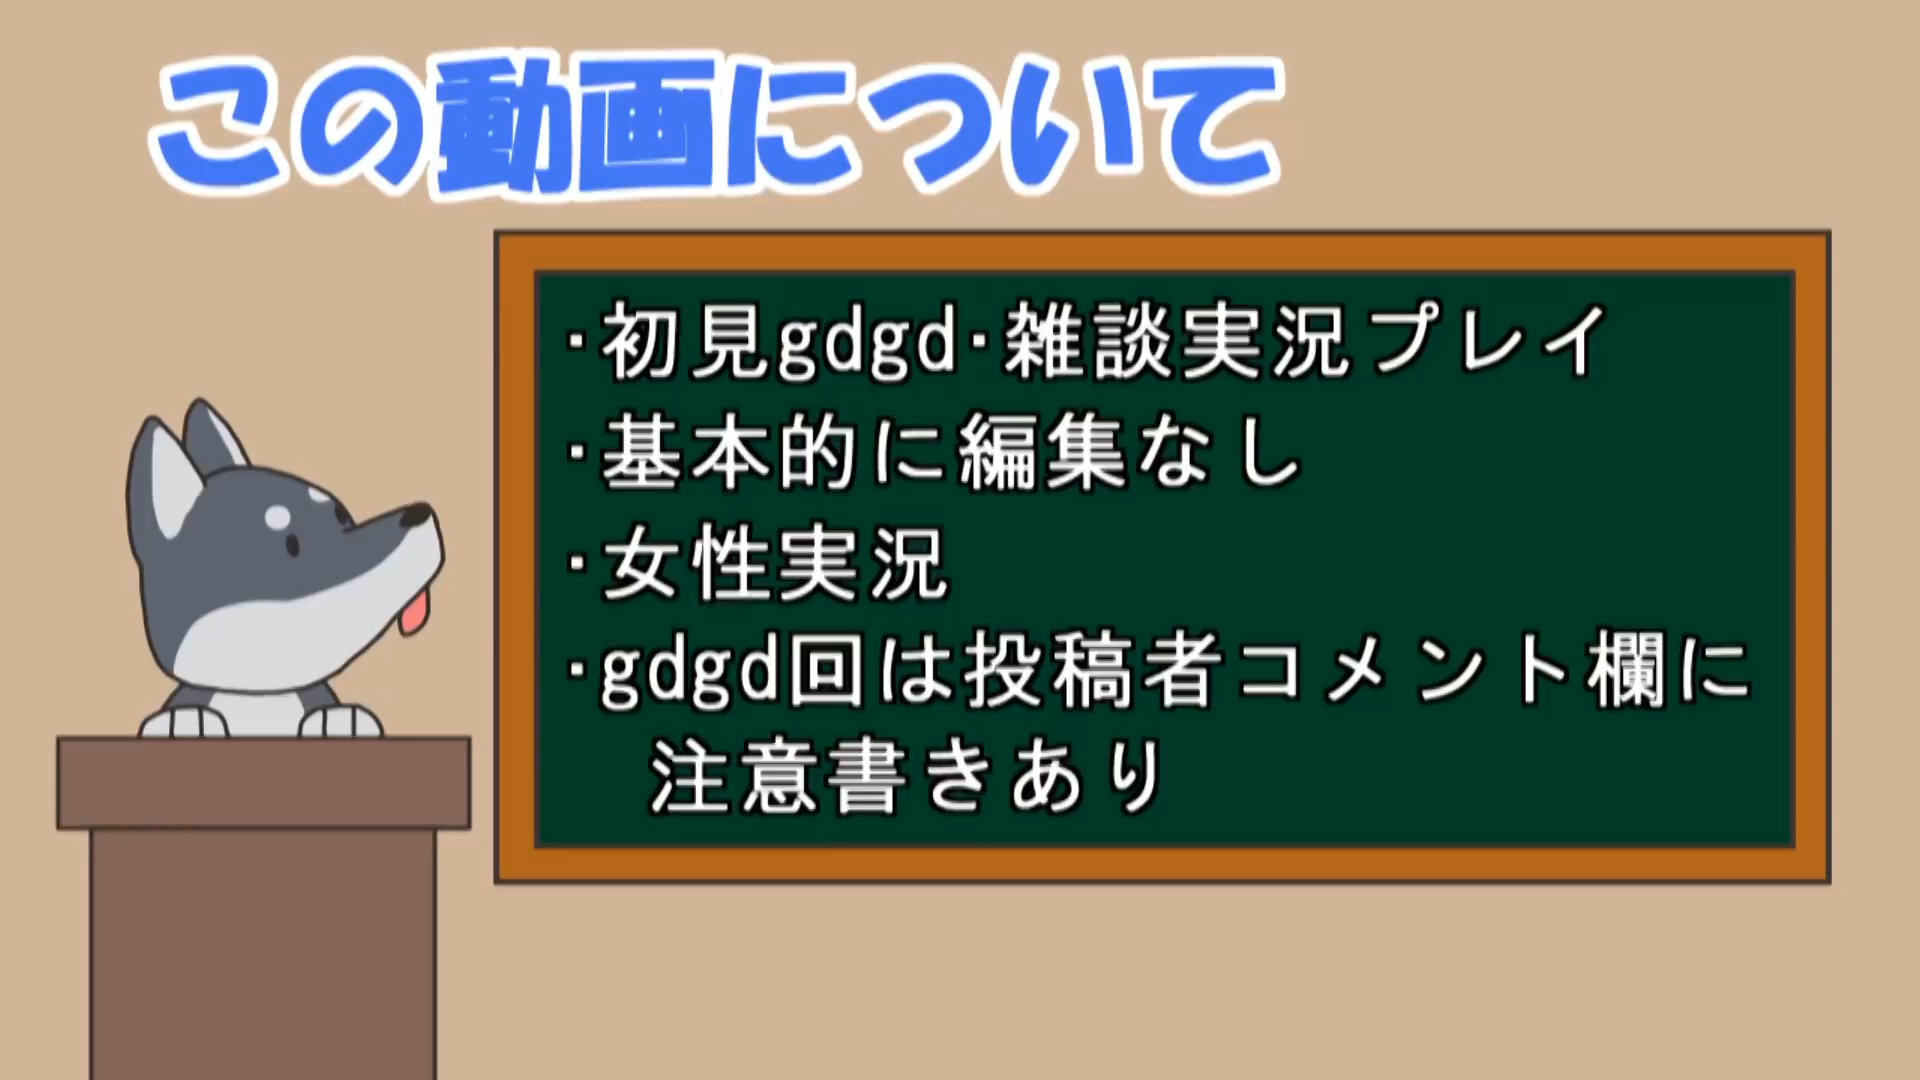 この動画について
·初見gdgd·雑談実況プレイ
·基本的に編集なし
·女性実況
·gdgd回は投稿者コメント欄に
注意書きあり